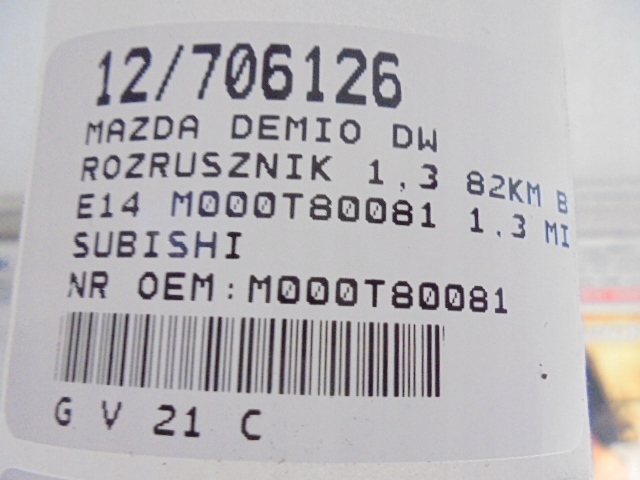 12/706126
MAZDA DEMIO DW
ROZRUSZNIK 1,3 82KM B
E14 M000T80081 1.3 MI
SUBISHI
NR OEM:M000T80081
G V 21 C